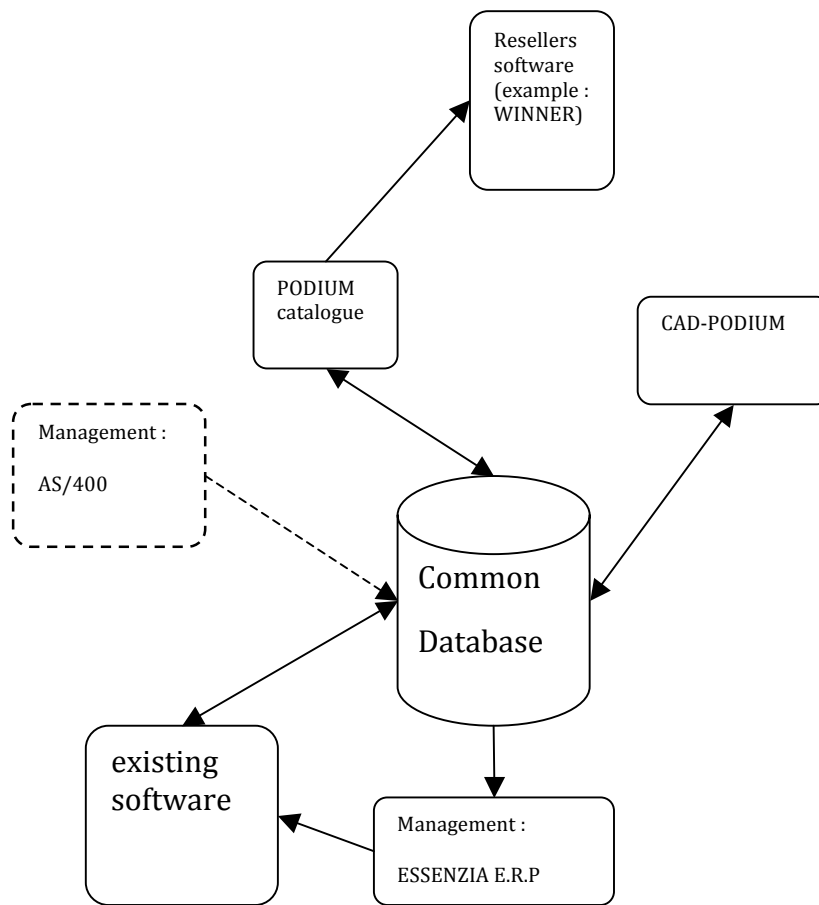 Resellers
software
(example :
WINNER)
PODIUM
catalogue
CAD-PODIUM
Management :
AS/400
Common
Database
existing
software
Management :
ESSENZIA E.R.P